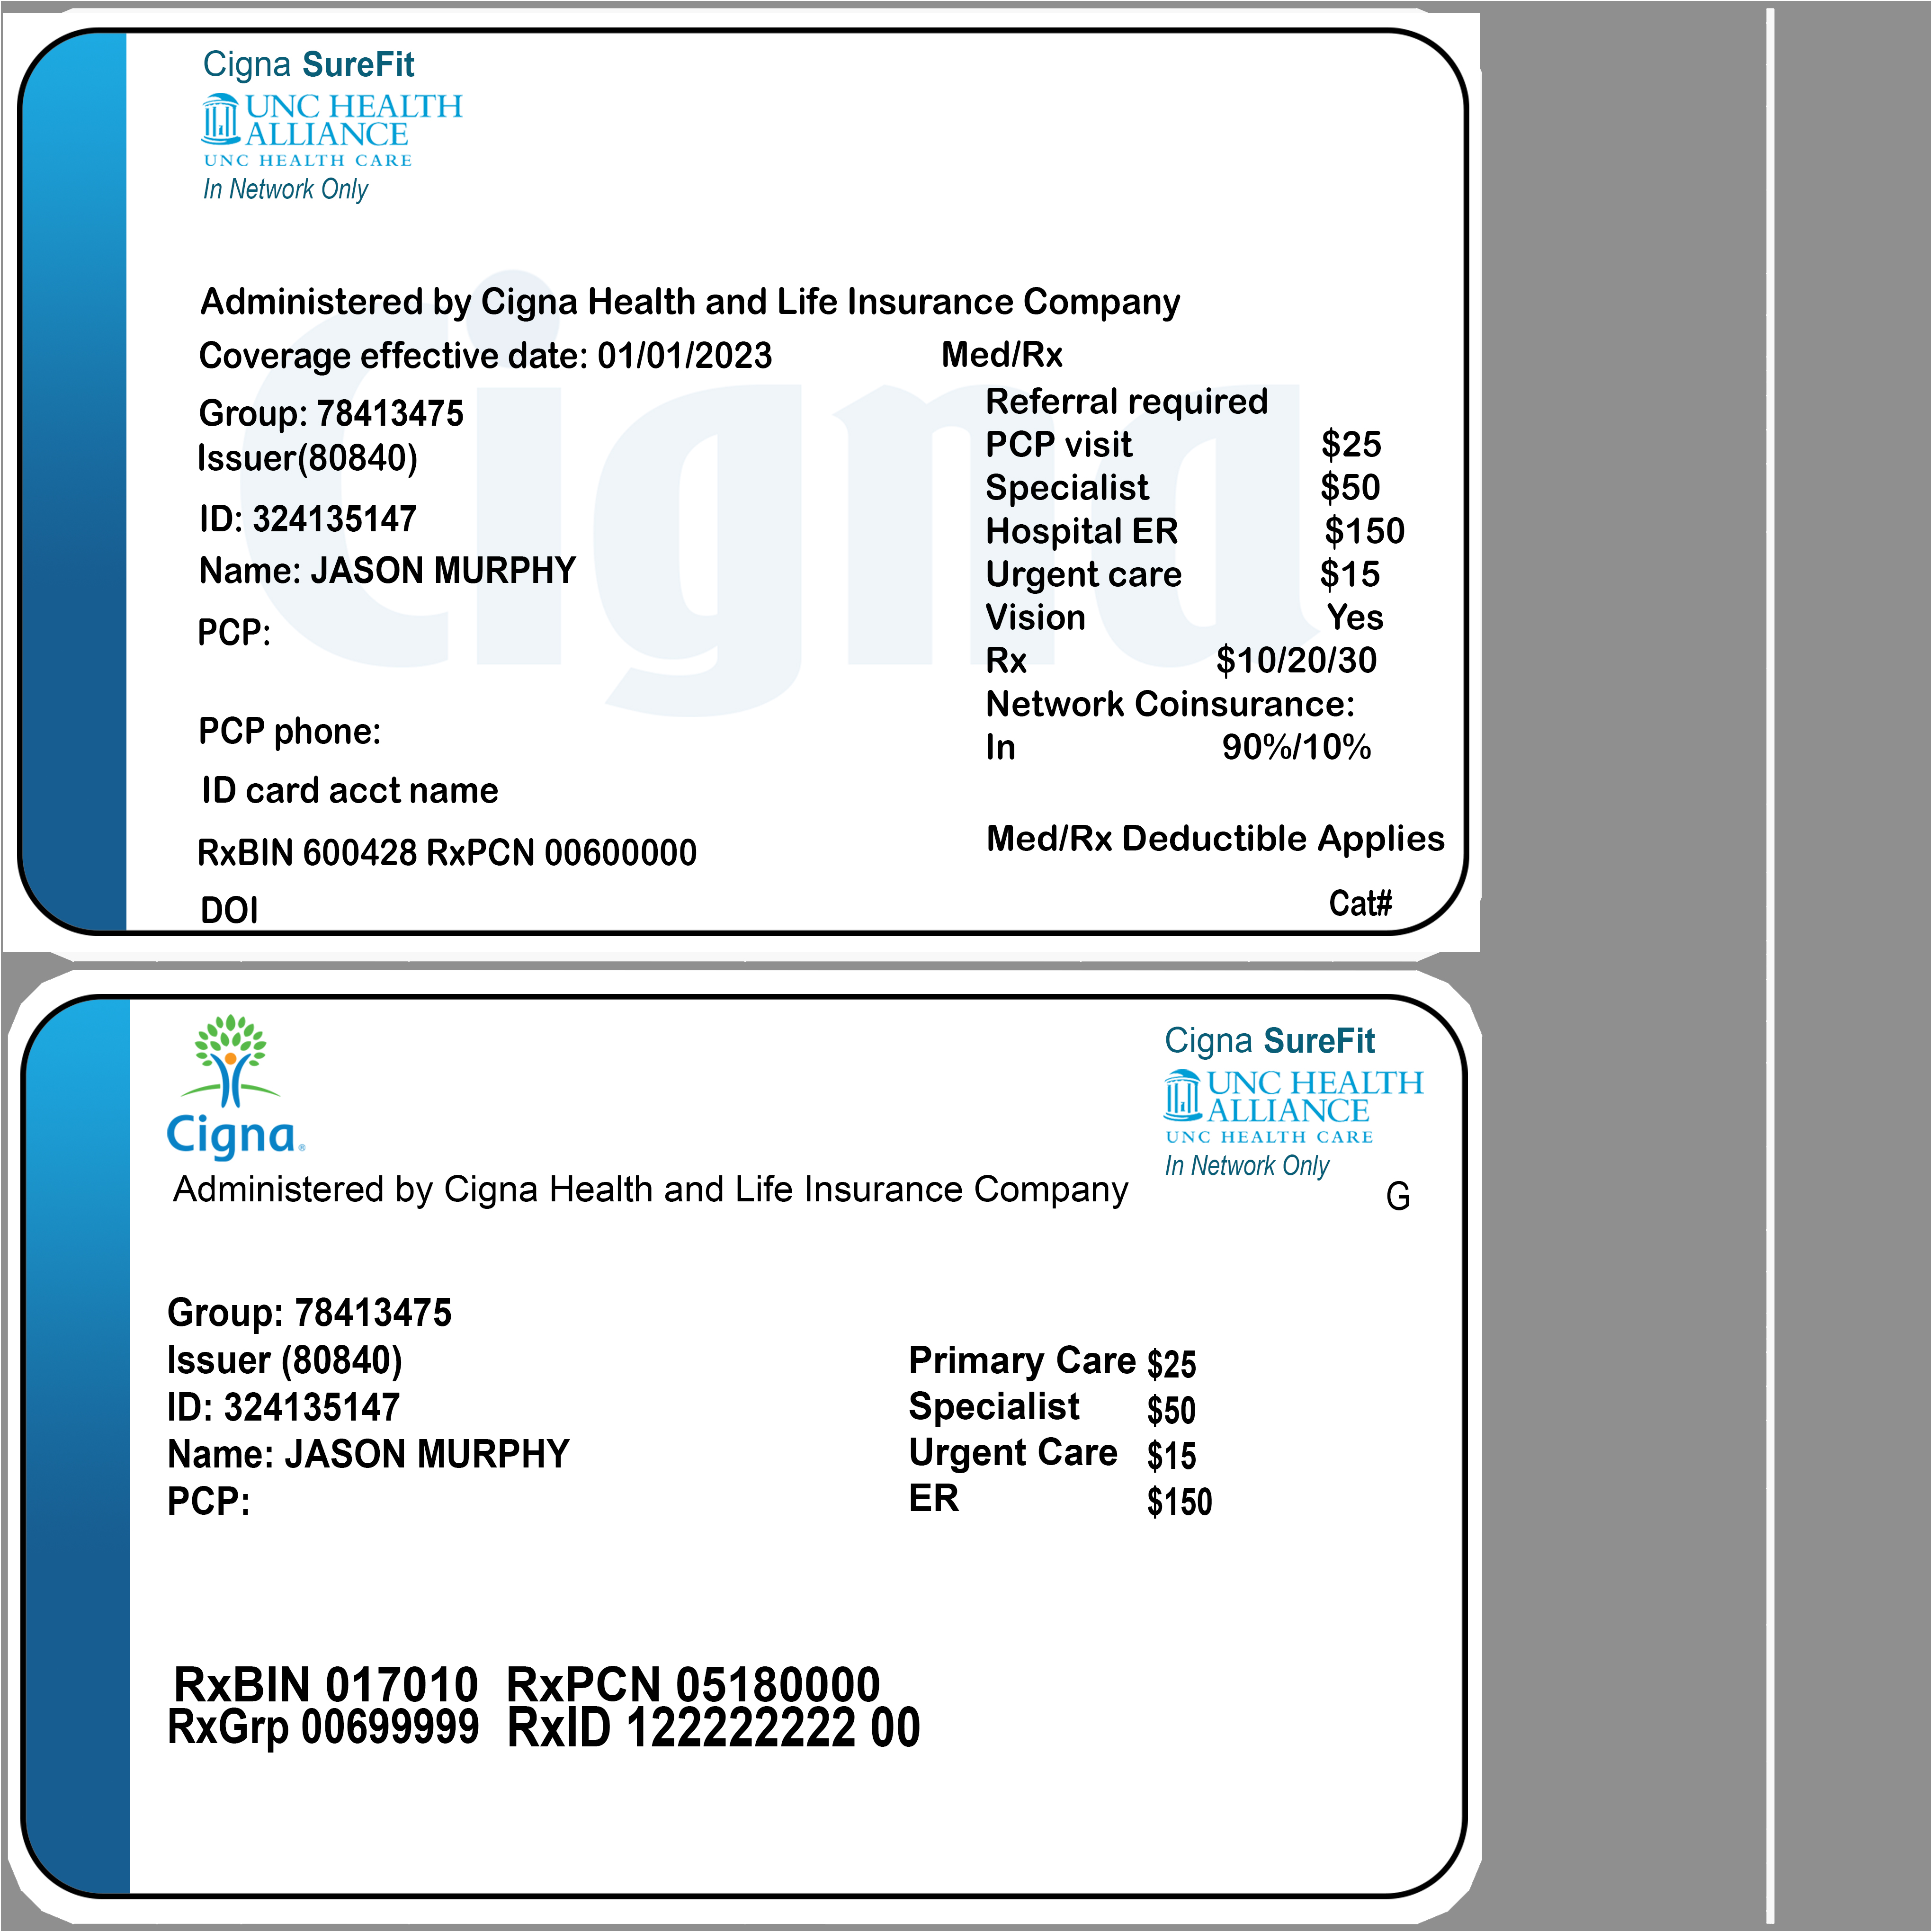 Cigna SureFit
UNC HEALTH
ALLIANCE
UNC HEALTH CARE
In Network Only
Cigna
Administered by Cigna Health and Life Insurance Company
Coverage effective date: 01/01/2023
Group: 78413475
Issuer(80840)
ID: 324135147
Name: JASON MURPHY
PCP:
PCP phone:
ID card acct name
RxBIN 600428 RxPCN 00600000
DOI
Med/Rx
Referral required
PCP visit $25
Specialist $50
Hospital ER $150
Urgent care $15
Vision Yes
Rx $10/20/30
Network Coinsurance:
In 90%/10%
Med/Rx Deductible Applies
Cat#
Cigna®
Cigna SureFit
UNC HEALTH
ALLIANCE
UNC HEALTH CARE
In Network Only
Administered by Cigna Health and Life Insurance Company
G
Group: 78413475
Issuer (80840)
ID: 324135147
Name: JASON MURPHY
PCP:
Primary Care $25
Specialist $50
Urgent Care $15
ER $150
RxBIN 017010 RxPCN 05180000
RxGrp 00699999 RxID 122222222 00